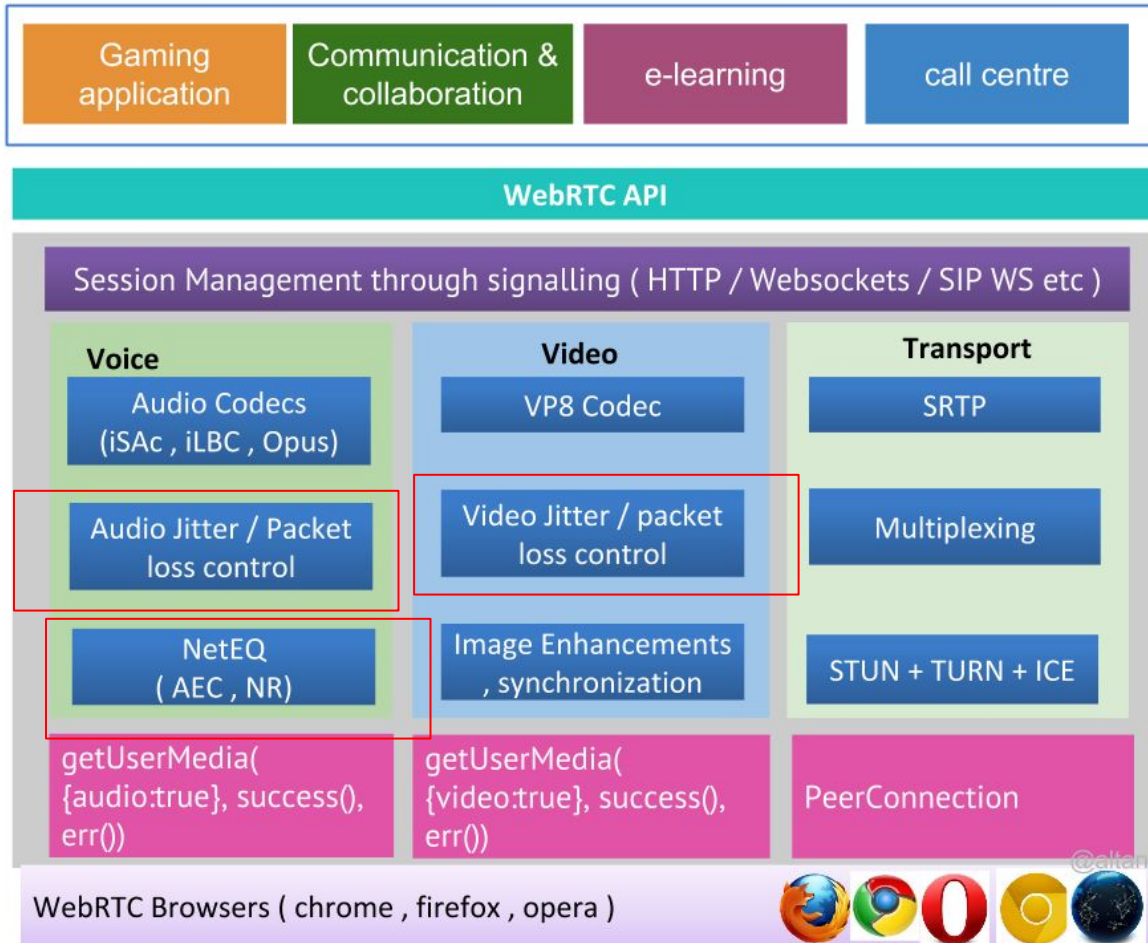 Gaming
application
Communication &
collaboration
e-learning
call centre
WebRTC API
Session Management through signalling ( HTTP / Websockets / SIP WS etc )
Voice
Audio Codecs
(iSAc , iLBC , Opus)
Audio Jitter / Packet
loss control
NetEQ
( AEC , NR)
getUserMedia(
{audio:true}, success(),
err())
Video
VP8 Codec
Video Jitter / packet
loss control
Image Enhancements
, synchronization
getUserMedia(
{video:true}, success(),
err())
Transport
SRTP
Multiplexing
STUN + TURN + ICE
PeerConnection
@altan
WebRTC Browsers ( chrome , firefox , opera )